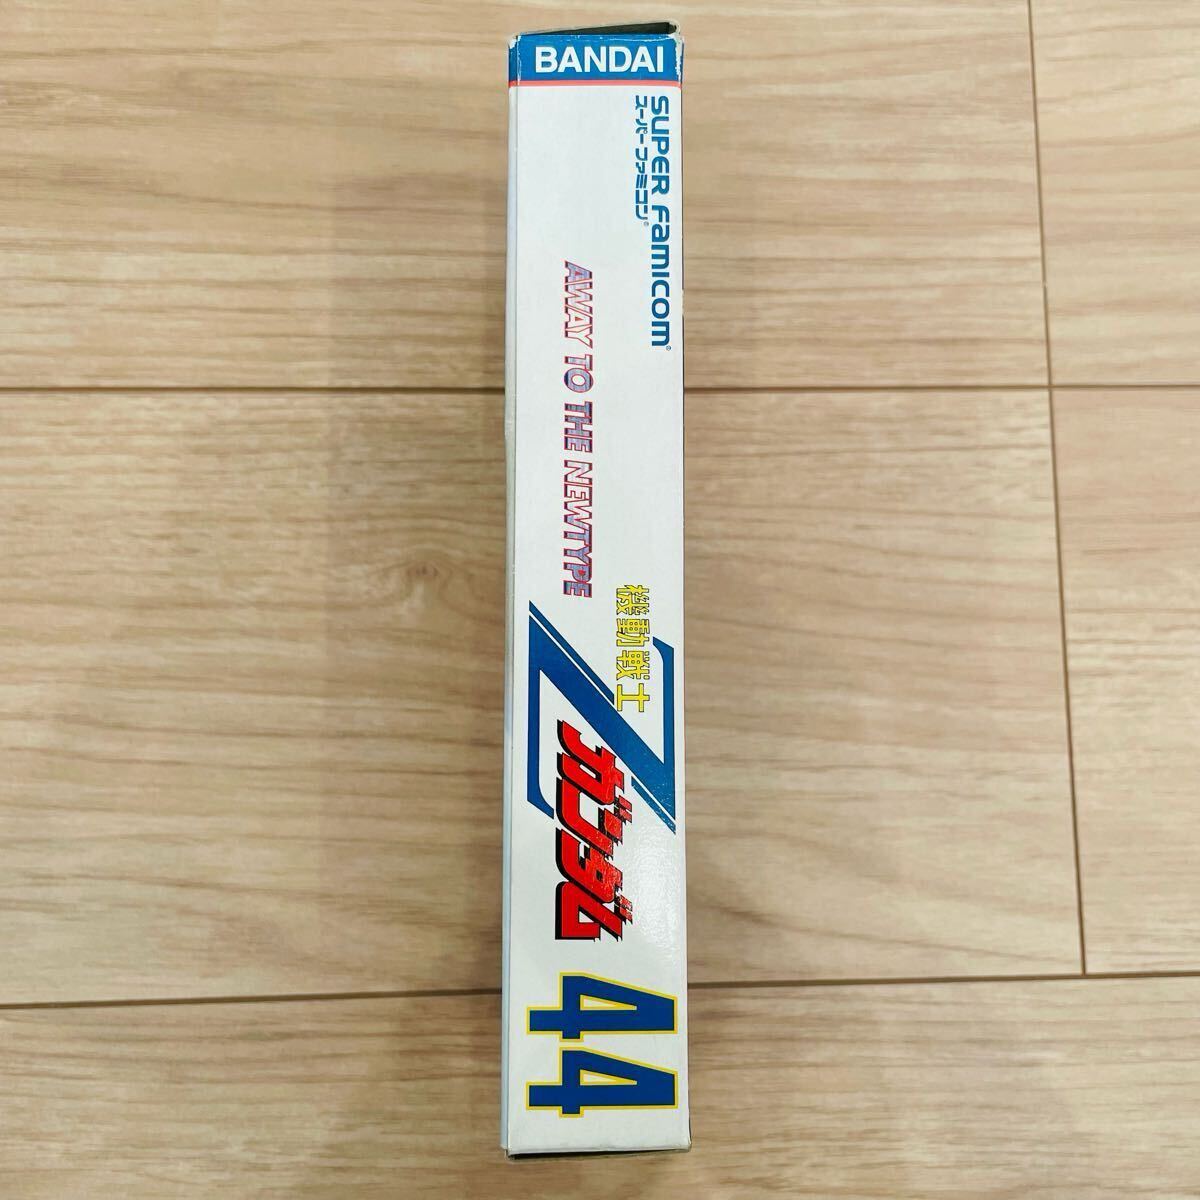 BANDAI
SUPER FAMICOM®
スーパーファミコン®
AWAY TO THE NEWTYPE
機動戦士
Z
ガンダム
44